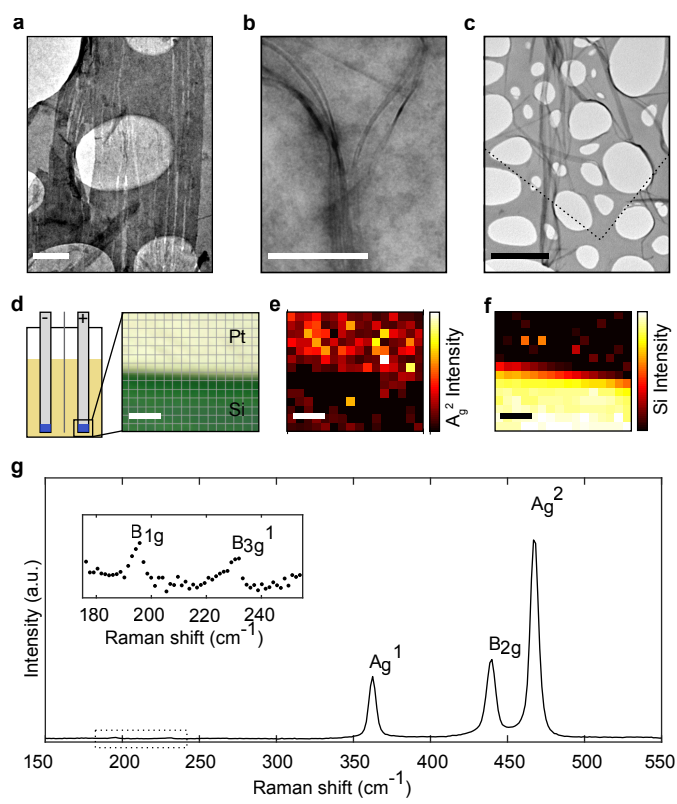 a
b
c
d
e
f
- +
Pt
Si
Ag2 Intensity
Si Intensity
g
Ag2
B1g
B3g1
B2g
Ag1
180 200 220 240
Raman shift (cm-1)
Intensity (a.u.)
150 200 250 300 350 400 450 500 550
Raman shift (cm-1)